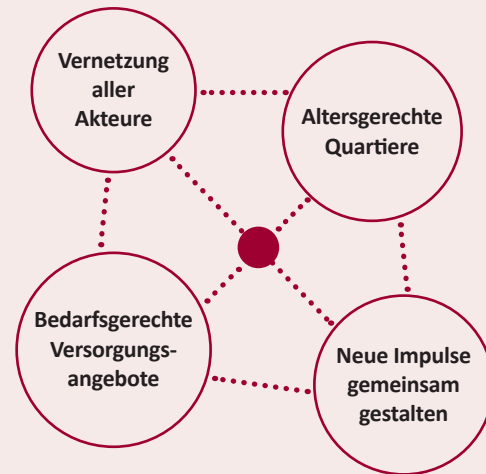 Vernetzung
aller
Akteure
Altersgerechte
Quartiere
Bedarfsgerechte
Versorgungs-
angebote
Neue Impulse
gemeinsam
gestalten